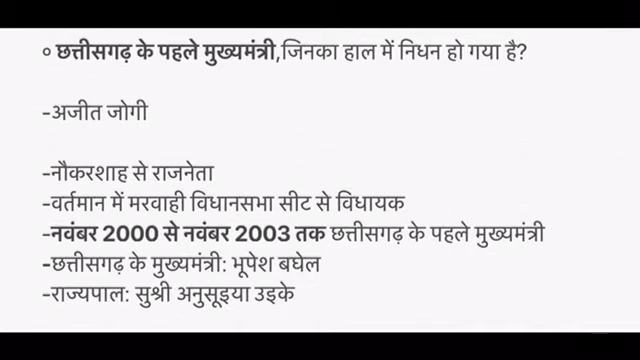 ० छत्तीसगढ़ के पहले मुख्यमंत्री,जिनका हाल में निधन हो गया है?
-अजीत जोगी
-नौकरशाह से राजनेता
-वर्तमान में मरवाही विधानसभा सीट से विधायक
-नवंबर 2000 से नवंबर 2003 तक छत्तीसगढ़ के पहले मुख्यमंत्री
-छत्तीसगढ़ के मुख्यमंत्री: भूपेश बघेल
-राज्यपाल: सुश्री अनुसूइया उइके